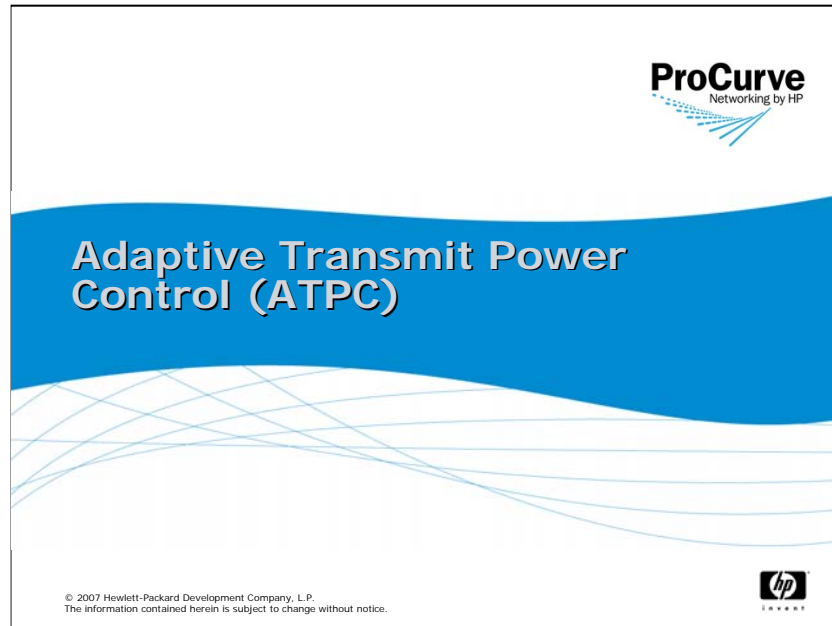 ProCurve
Networking by HP
Adaptive Transmit Power
Control (ATPC)
© 2007 Hewlett-Packard Development Company, L.P.
The information contained herein is subject to change without notice.
hp
invent